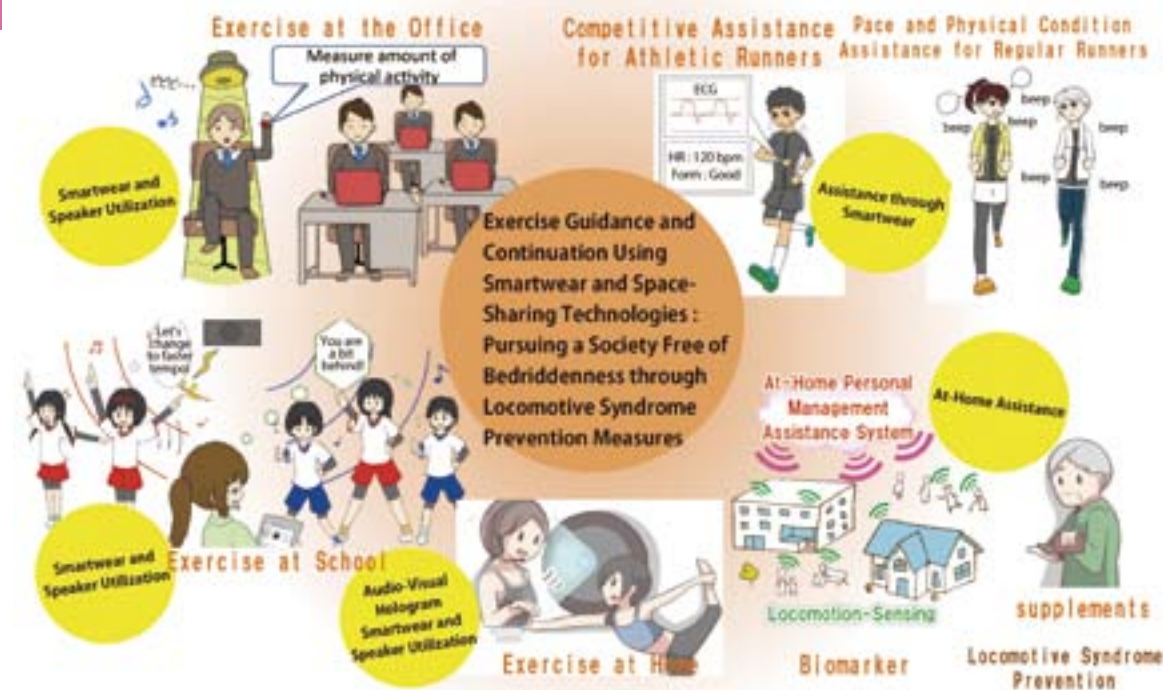 Exercise at the Office
Measure amount of
physical activity
Smartwear and
Speaker Utilization
Competitive Assistance
for Athletic Runners
ECG
HR : 120 bpm
Form : Good
Pace and Physical Condition
Assistance for Regular Runners
beep
beep
beep
beep
beep
beep
Assistance through
Smartwear
Exercise Guidance and
Continuation Using
Smartwear and Space-
Sharing Technologies :
Pursuing a Society Free of
Bedriddenness through
Locomotive Syndrome
Prevention Measures
Let's
change
to faster
tempo!
You are
a bit
behind!
Smartwear and
Speaker Utilization
Exercise at School
Audio-Visual
Hologram
Smartwear and
Speaker Utilization
Exercise at Home
At-Home Personal
Management
Assistance System
At-Home Assistance
Locomotion-Sensing
Biomarker
supplements
Locomotive Syndrome
Prevention